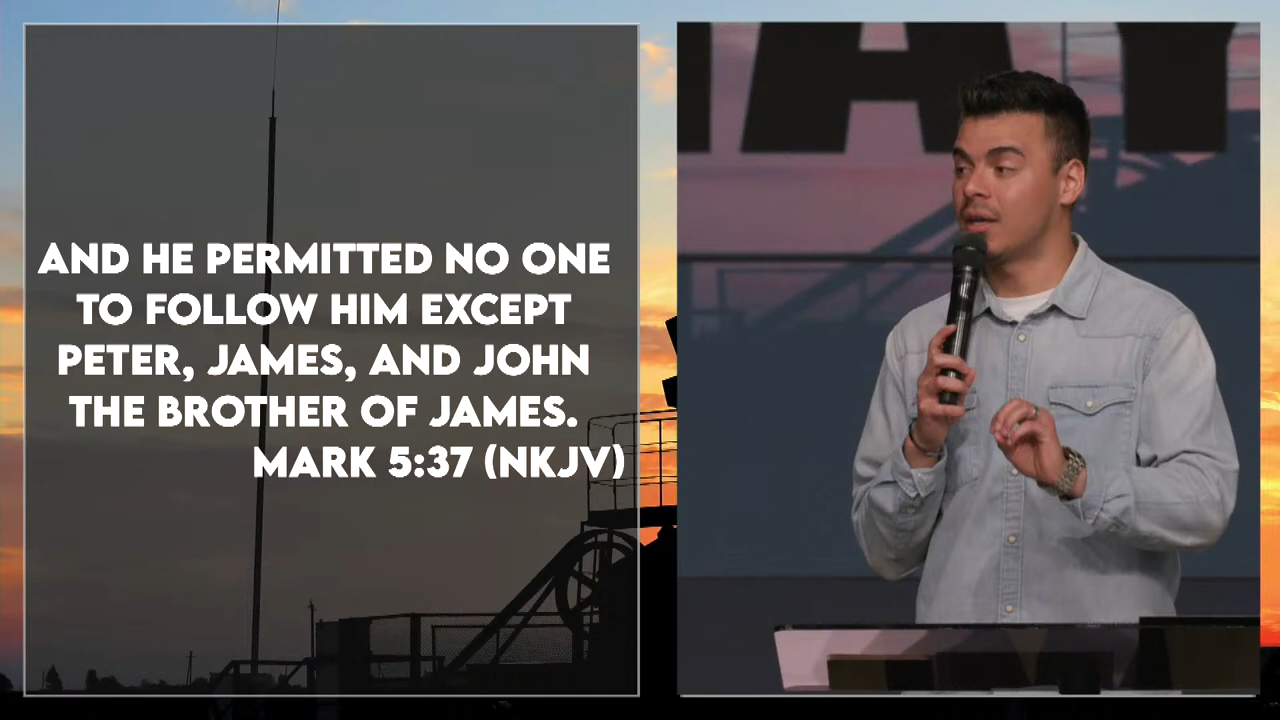 AND HE PERMITTED NO ONE
TO FOLLOW HIM EXCEPT
PETER, JAMES, AND JOHN
THE BROTHER OF JAMES.
MARK 5:37 (NKJV)
AY